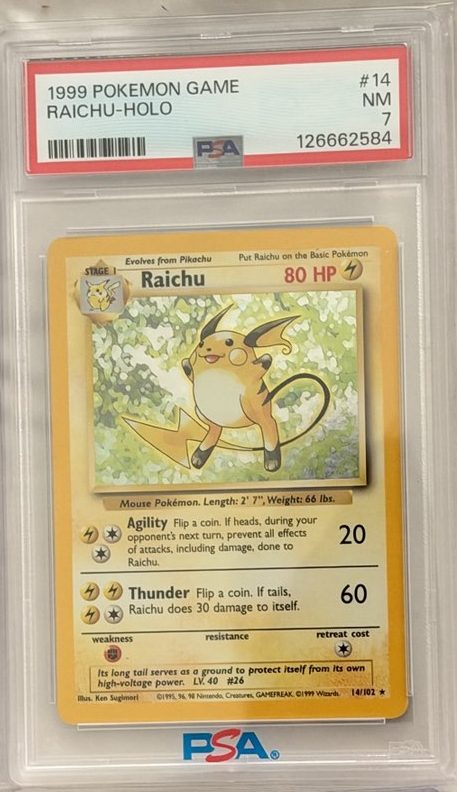 1999 POKEMON GAME #14
RAICHU-HOLO NM
7
PSA 126662584
Evolves from Pikachu Put Raichu on the Basic Pokémon
STAGE 1 Raichu 80 HP
Mouse Pokémon. Length: 2' 7", Weight: 66 lbs.
Agility Flip a coin. If heads, during your
opponent's next turn, prevent all effects
of attacks, including damage, done to
Raichu.
20
Thunder Flip a coin. If tails,
Raichu does 30 damage to itself.
60
weakness resistance retreat cost
Its long tail serves as a ground to protect itself from its own
high-voltage power. LV. 40 #26
Illus. Ken Sugimori ©1995, 96, 98 Nintendo, Creatures, GAMEFREAK. ©1999 Wizards. 14/102 ★
PSA®